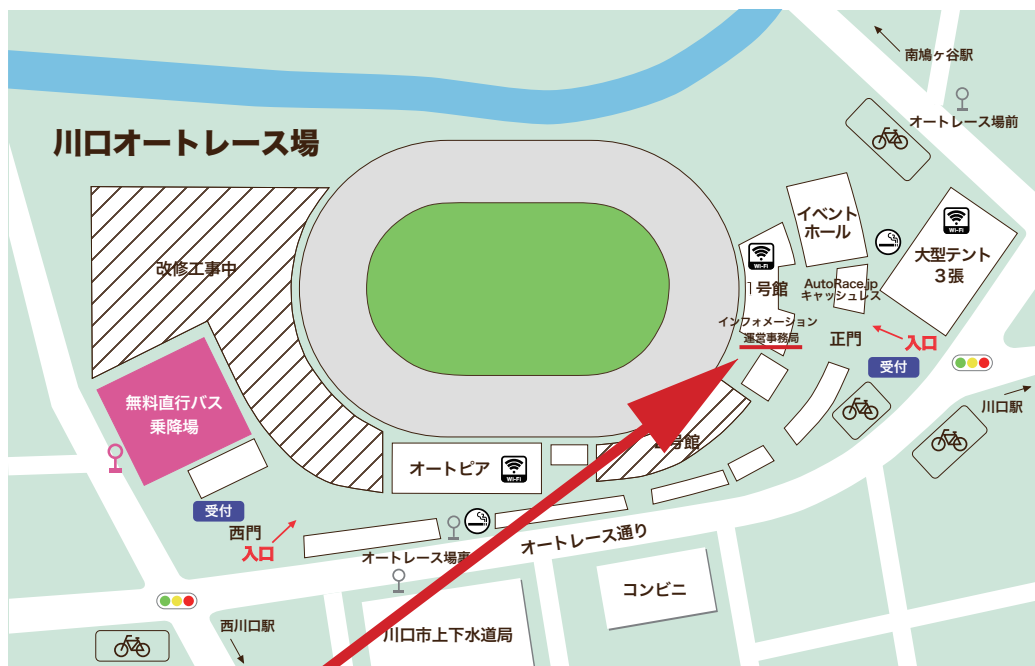 南鳩ヶ谷駅
オートレース場前
川口オートレース場
イベント
ホール
Wi-Fi
大型テント
3張
Wi-Fi
改修工事中
1号館
AutoRace.jp
キャッシュレス
インフォメーション
運営事務局
正門
入口
受付
無料直行バス
乗降場
川口駅
号館
オートピア
Wi-Fi
受付
西門
入口
オートレース通り
オートレース場裏
コンビニ
西川口駅
川口市上下水道局